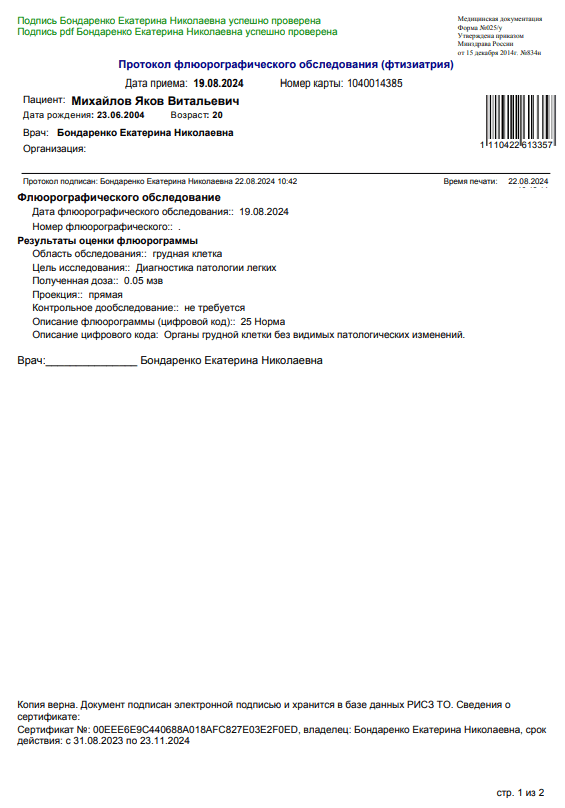 Подпись Бондаренко Екатерина Николаевна успешно проверена
Подпись pdf Бондаренко Екатерина Николаевна успешно проверена
Медицинская документация
Форма №025/у
Утверждена приказом
Минздрава России
от 15 декабря 2014г. №834н
Протокол флюорографического обследования (фтизиатрия)
Дата приема: 19.08.2024 Номер карты: 1040014385
Пациент: Михайлов Яков Витальевич
Дата рождения: 23.06.2004 Возраст: 20
Врач: Бондаренко Екатерина Николаевна
Организация:
1110422613357
Протокол подписан: Бондаренко Екатерина Николаевна 22.08.2024 10:42 Время печати: 22.08.2024
Флюорографического обследование
Дата флюорографического обследования:: 19.08.2024
Номер флюорографического:: .
Результаты оценки флюорограммы
Область обследования:: грудная клетка
Цель исследования:: Диагностика патологии легких
Полученная доза:: 0.05 мзв
Проекция:: прямая
Контрольное дообследование:: не требуется
Описание флюорограммы (цифровой код):: 25 Норма
Описание цифрового кода: Органы грудной клетки без видимых патологических изменений.
Врач:_______________ Бондаренко Екатерина Николаевна
Копия верна. Документ подписан электронной подписью и хранится в базе данных РИСЗ ТО. Сведения о
сертификате:
Сертификат №: 00EEE6E9C440688A018AFC827E03E2F0ED, владелец: Бондаренко Екатерина Николаевна, срок
действия: с 31.08.2023 по 23.11.2024
стр. 1 из 2